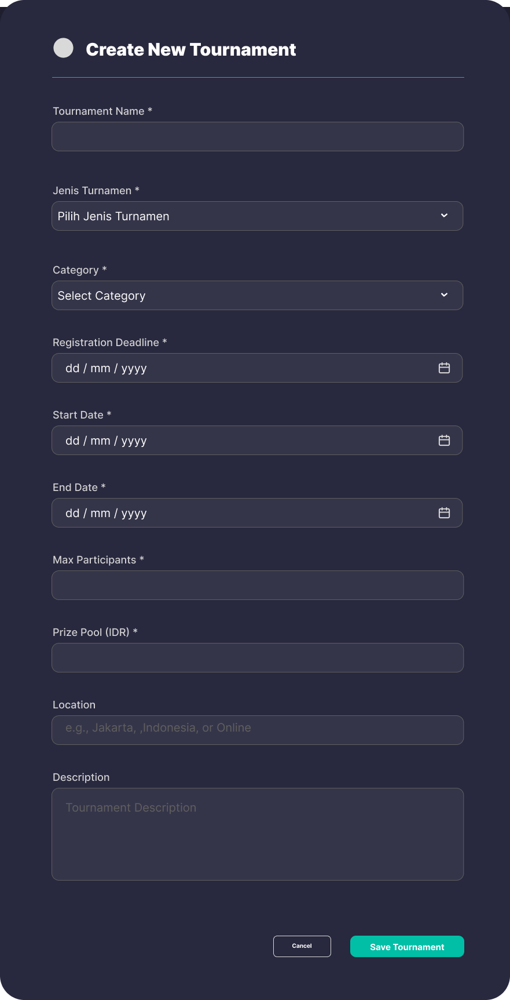 Create New Tournament
Tournament Name *
Jenis Turnamen *
Pilih Jenis Turnamen
Category *
Select Category
Registration Deadline *
dd / mm / yyyy
Start Date *
dd / mm / yyyy
End Date *
dd / mm / yyyy
Max Participants *
Prize Pool (IDR) *
Location
e.g., Jakarta, ,Indonesia, or Online
Description
Tournament Description
Cancel
Save Tournament